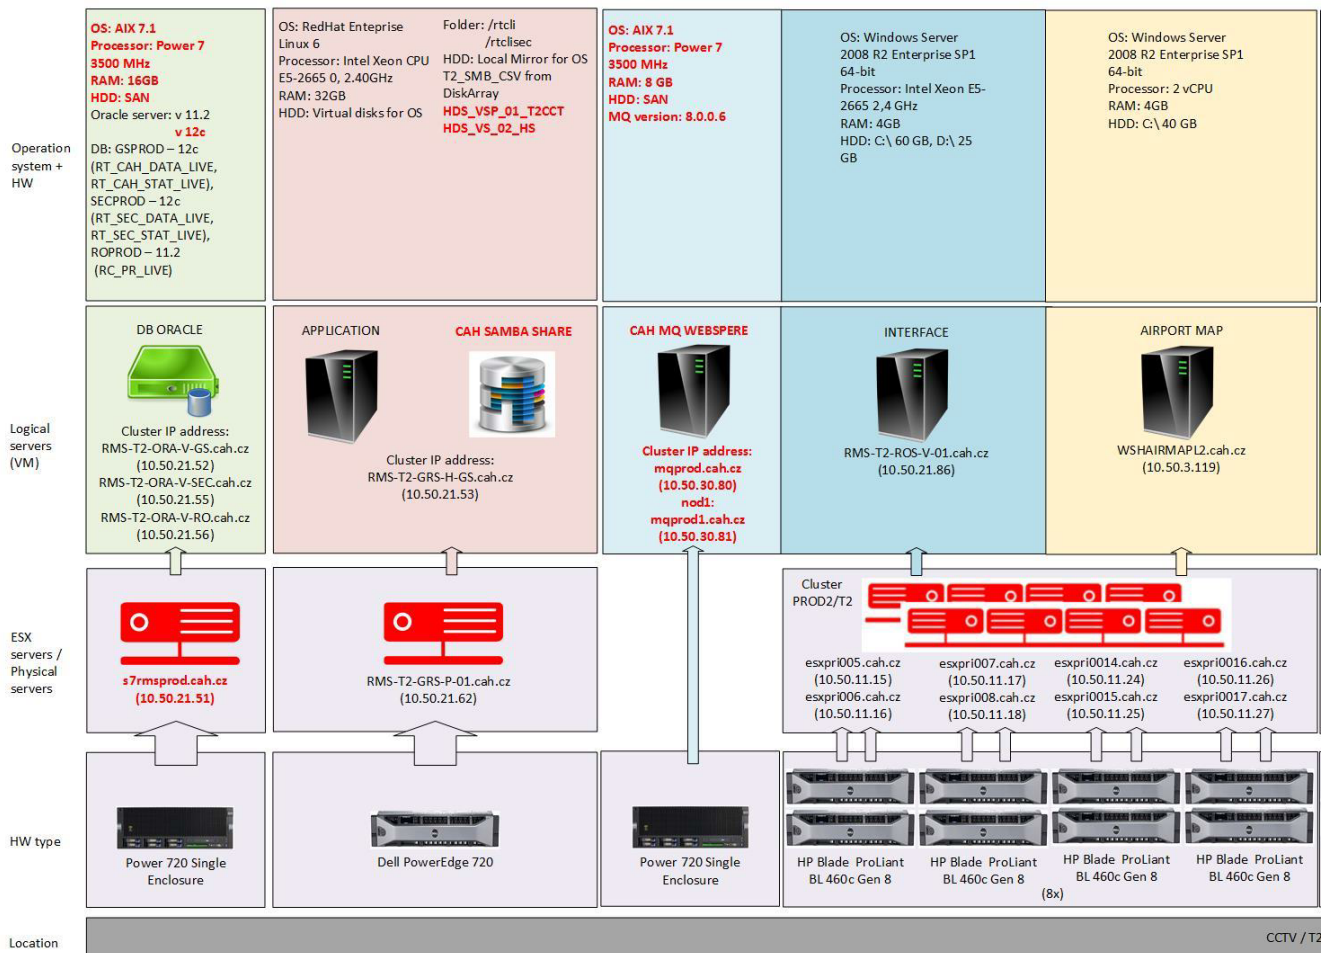 Operation
system +
HW
OS: AIX 7.1
Processor: Power 7
3500 MHz
RAM: 16GB
HDD: SAN
Oracle server: v 11.2
v 12c
DB: GSPROD – 12c
(RT_CAH_DATA_LIVE,
RT_CAH_STAT_LIVE),
SECPROD – 12c
(RT_SEC_DATA_LIVE,
RT_SEC_STAT_LIVE),
ROPROD – 11.2
(RC_PR_LIVE)
OS: RedHat Enteprise
Linux 6
Processor: Intel Xeon CPU
E5-2665 0, 2.40GHz
RAM: 32GB
HDD: Virtual disks for OS
Folder: /rtcli
/rtclisec
HDD: Local Mirror for OS
T2_SMB_CSV from
DiskArray
HDS_VSP_01_T2CCT
HDS_VS_02_HS
OS: AIX 7.1
Processor: Power 7
3500 MHz
RAM: 8 GB
HDD: SAN
MQ version: 8.0.0.6
OS: Windows Server
2008 R2 Enterprise SP1
64-bit
Processor: Intel Xeon E5-
2665 2,4 GHz
RAM: 4GB
HDD: C:\ 60 GB, D:\ 25
GB
OS: Windows Server
2008 R2 Enterprise SP1
64-bit
Processor: 2 vCPU
RAM: 4GB
HDD: C:\ 40 GB
Logical
servers
(VM)
DB ORACLE
Cluster IP address:
RMS-T2-ORA-V-GS.cah.cz
(10.50.21.52)
RMS-T2-ORA-V-SEC.cah.cz
(10.50.21.55)
RMS-T2-ORA-V-RO.cah.cz
(10.50.21.56)
APPLICATION
CAH SAMBA SHARE
Cluster IP address:
RMS-T2-GRS-H-GS.cah.cz
(10.50.21.53)
CAH MQ WEBSPERE
Cluster IP address:
mqprod.cah.cz
(10.50.30.80)
nod1:
mqprod1.cah.cz
(10.50.30.81)
INTERFACE
RMS-T2-ROS-V-01.cah.cz
(10.50.21.86)
AIRPORT MAP
WSHAIRMAPL2.cah.cz
(10.50.3.119)
ESX
servers /
Physical
servers
s7rmsprod.cah.cz
(10.50.21.51)
RMS-T2-GRS-P-01.cah.cz
(10.50.21.62)
Cluster
PROD2/T2
esxpri005.cah.cz
(10.50.11.15)
esxpri006.cah.cz
(10.50.11.16)
esxpri007.cah.cz
(10.50.11.17)
esxpri008.cah.cz
(10.50.11.18)
esxpri0014.cah.cz
(10.50.11.24)
esxpri0015.cah.cz
(10.50.11.25)
esxpri0016.cah.cz
(10.50.11.26)
esxpri0017.cah.cz
(10.50.11.27)
HW type
Power 720 Single
Enclosure
Dell PowerEdge 720
Power 720 Single
Enclosure
HP Blade ProLiant
BL 460c Gen 8
HP Blade ProLiant
BL 460c Gen 8
HP Blade ProLiant
BL 460c Gen 8
HP Blade ProLiant
BL 460c Gen 8
(8x)
Location
CCTV / T2